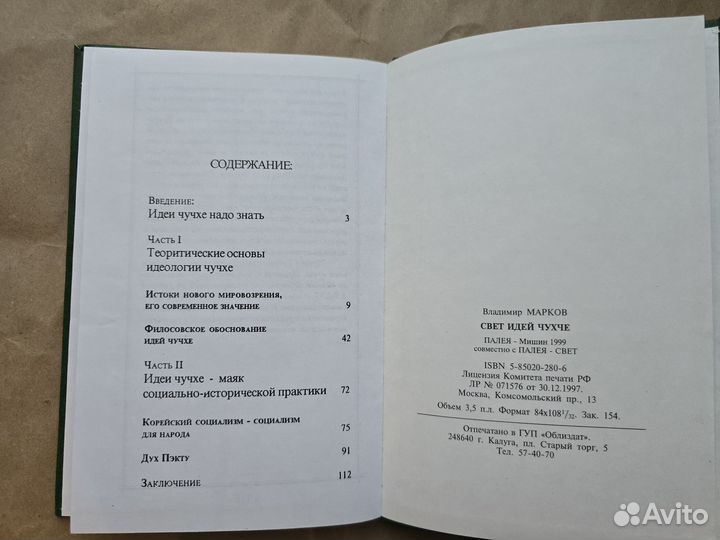 СОДЕРЖАНИЕ:
Введение:
Идеи чучхе надо знать 3
Часть I
Теоритические основы
идеологии чучхе
Истоки нового мировозрения,
его современное значение 9
Филосовское обоснование
идей чучхе 42
Часть II
Идеи чучхе - маяк
социально-исторической практики 72
Корейский социализм - социализм
для народа 75
Дух Пэкту 91
Заключение 112
Владимир МАРКОВ
СВЕТ ИДЕЙ ЧУХЧЕ
ПАЛЕЯ - Мишин 1999
совместно с ПАЛЕЯ - СВЕТ
ISBN 5-85020-280-6
Лицензия Комитета печати РФ
ЛР № 071576 от 30.12.1997.
Москва, Комсомольский пр., 13
Объем 3,5 п.л. Формат 84х108¹/₃₂. Зак. 154.
Отпечатано в ГУП «Облиздат».
248640 г. Калуга, пл. Старый торг, 5
Тел. 57-40-70
Avito